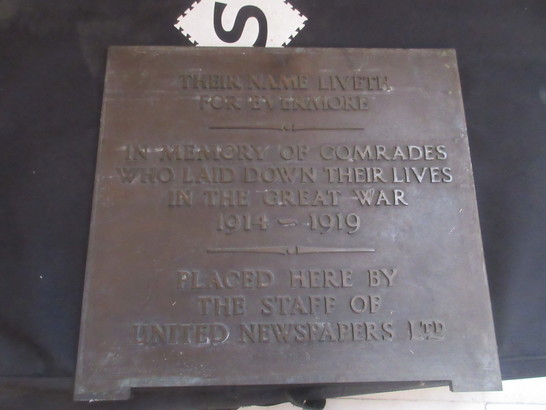 S
THEIR NAME LIVETH
FOR EVERMORE
IN MEMORY OF COMRADES
WHO LAID DOWN THEIR LIVES
IN THE GREAT WAR
1914 – 1919
PLACED HERE BY
THE STAFF OF
UNITED NEWSPAPERS LTD